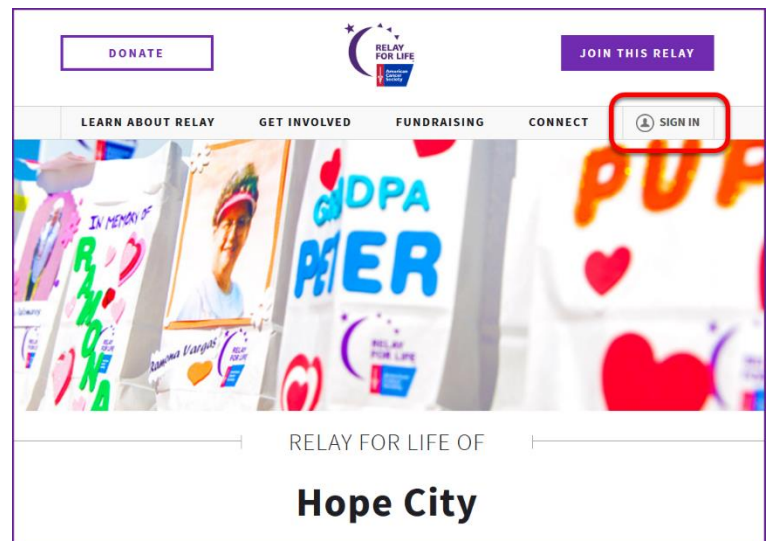 DONATE
RELAY
FOR LIFE
American
Cancer
Society
JOIN THIS RELAY
LEARN ABOUT RELAY GET INVOLVED FUNDRAISING CONNECT SIGN IN
IN MEMORY OF
RAMONA
Ramona Vargas
RELAY
FOR LIFE
GRANDPA
PETER
RELAY
FOR LIFE
PUP
RELAY FOR LIFE OF
Hope City